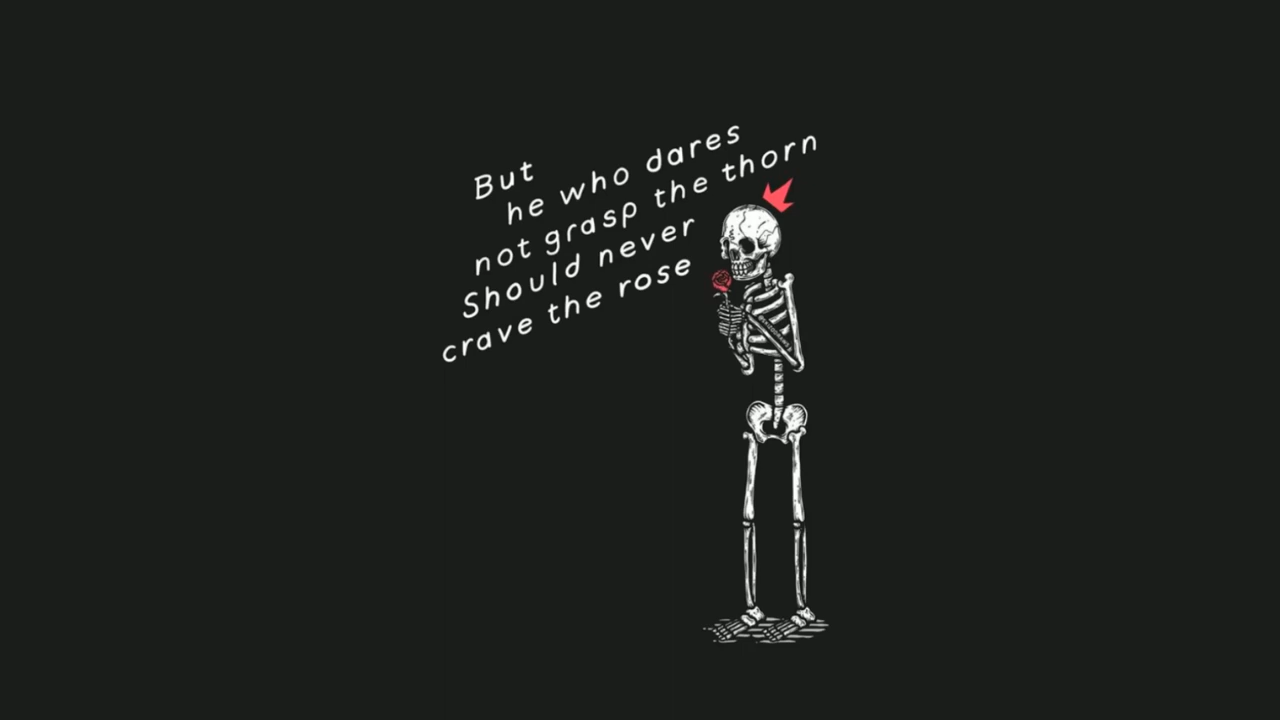 But
he who dares
not grasp the thorn
Should never
crave the rose